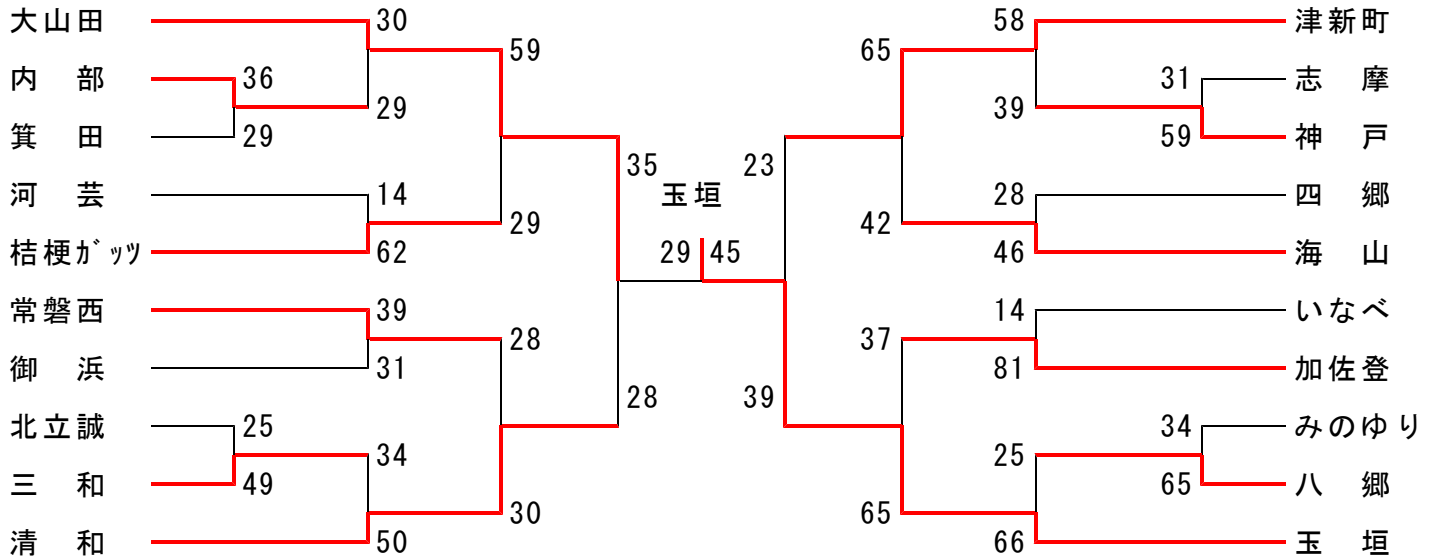 大山田 30 58 津新町
59 65
内 部 36 31 志 摩
29 39
箕 田 29 59 神 戸
35 23
河 芸 14 玉垣 28 四 郷
29 42
桔梗ｶﾞｯﾂ 62 29 45 46 海 山
常磐西 39 14 いなべ
28 37
御 浜 31 81 加佐登
28 39
北立誠 25 34 みのゆり
34 25
三 和 49 65 八 郷
30 65
清 和 50 66 玉 垣